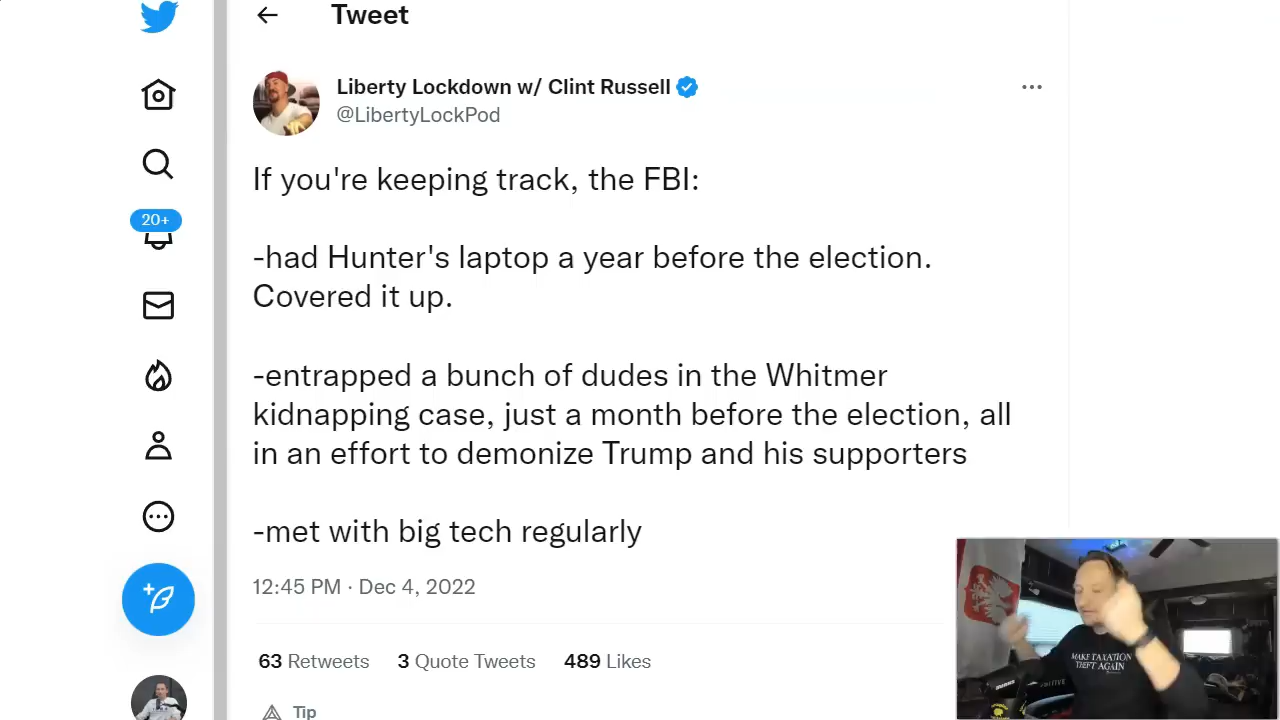 Tweet
Liberty Lockdown w/ Clint Russell
@LibertyLockPod
If you're keeping track, the FBI:
20+
-had Hunter's laptop a year before the election.
Covered it up.
-entrapped a bunch of dudes in the Whitmer
kidnapping case, just a month before the election, all
in an effort to demonize Trump and his supporters
-met with big tech regularly
12:45 PM · Dec 4, 2022
63 Retweets 3 Quote Tweets 489 Likes
Tip
MAKE TAXATION
THEFT AGAIN